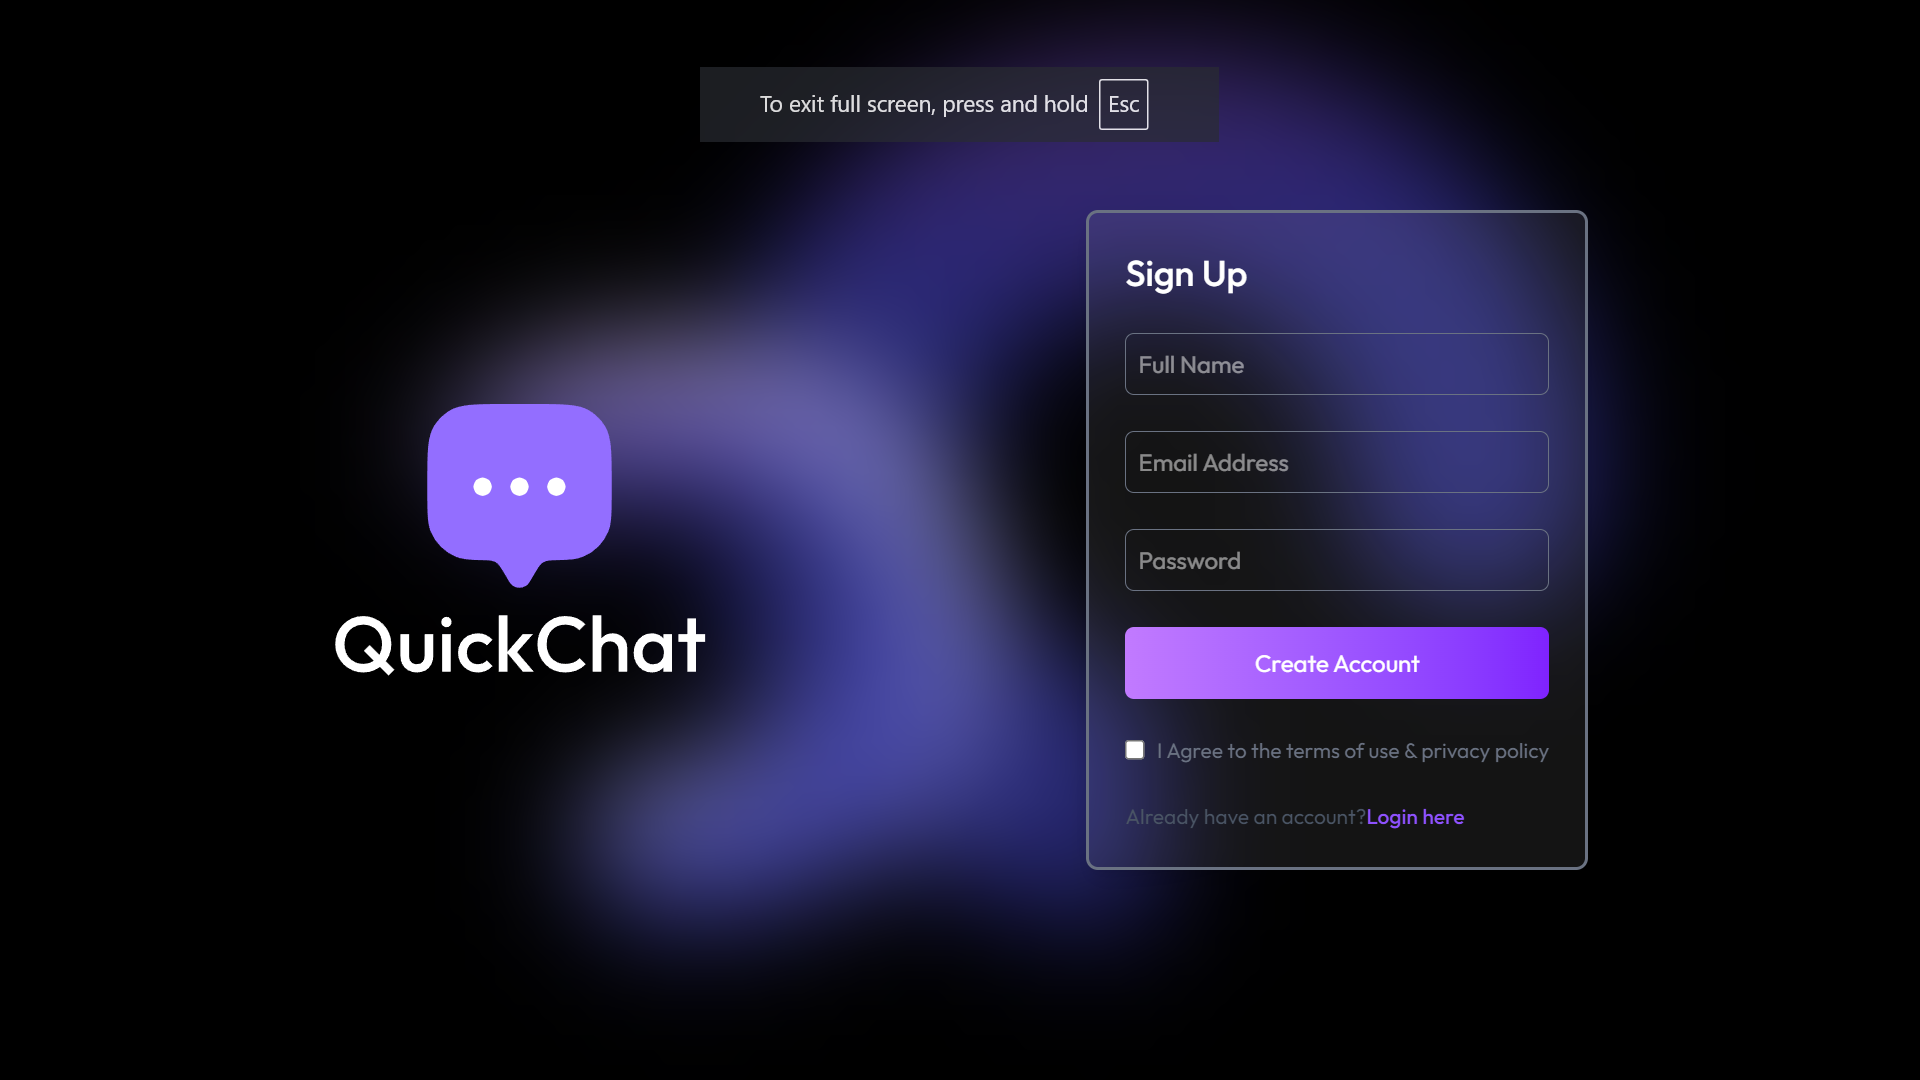 To exit full screen, press and hold Esc
QuickChat
Sign Up
Full Name
Email Address
Password
Create Account
I Agree to the terms of use & privacy policy
Already have an account?Login here